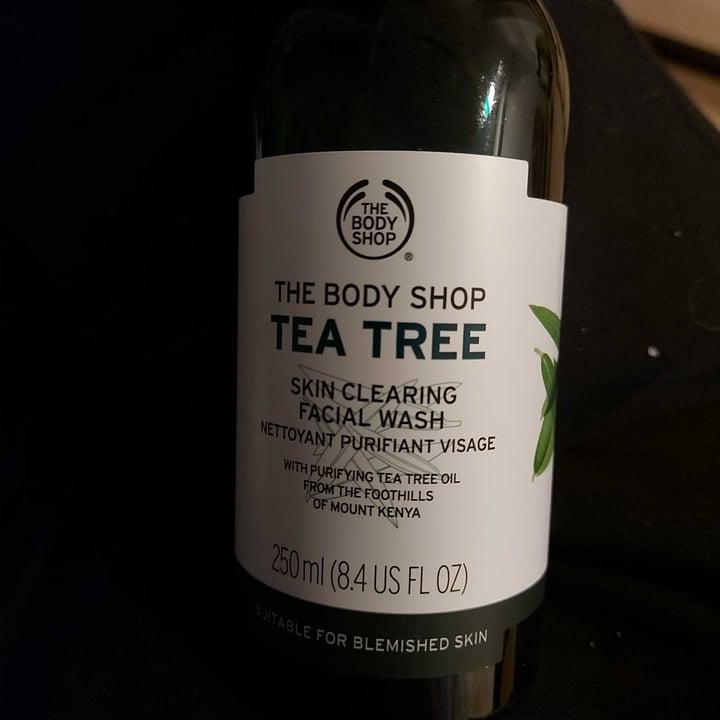 THE
BODY
SHOP
®
THE BODY SHOP
TEA TREE
SKIN CLEARING
FACIAL WASH
NETTOYANT PURIFIANT VISAGE
WITH PURIFYING TEA TREE OIL
FROM THE FOOTHILLS
OF MOUNT KENYA
250 ml (8.4 US FL OZ)
SUITABLE FOR BLEMISHED SKIN